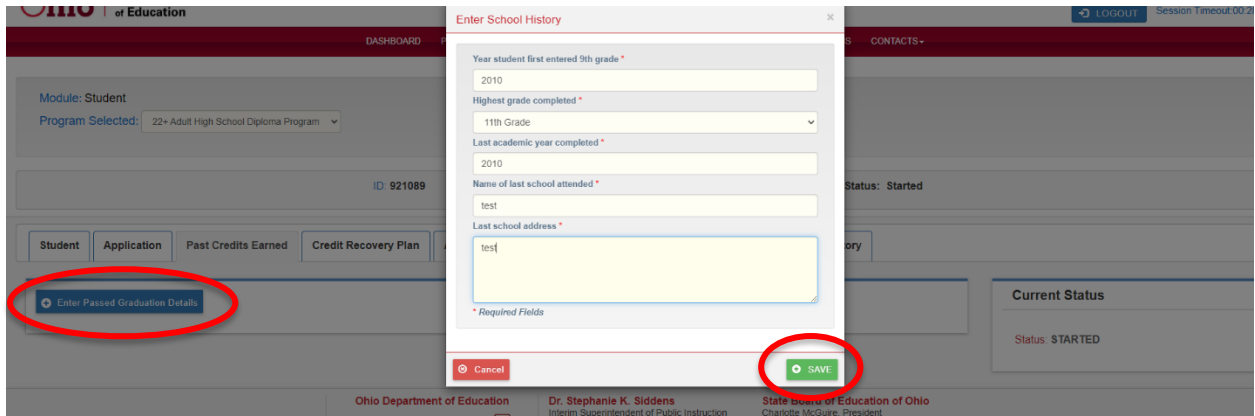 of Education
Enter School History
×
LOGOUT
Session Timeout:00:2
DASHBOARD
S
CONTACTS
Year student first entered 9th grade *
2010
Module: Student
Highest grade completed *
Program Selected: 22+ Adult High School Diploma Program
11th Grade
Last academic year completed *
2010
ID: 921089
Name of last school attended *
Status: Started
test
Last school address *
test
Student
Application
Past Credits Earned
Credit Recovery Plan
ory
Enter Passed Graduation Details
Current Status
* Required Fields
Status: STARTED
Cancel
SAVE
Ohio Department of Education
Dr. Stephanie K. Siddens
State Board of Education of Ohio
Interim Superintendent of Public Instruction
Charlotte McGuire, President